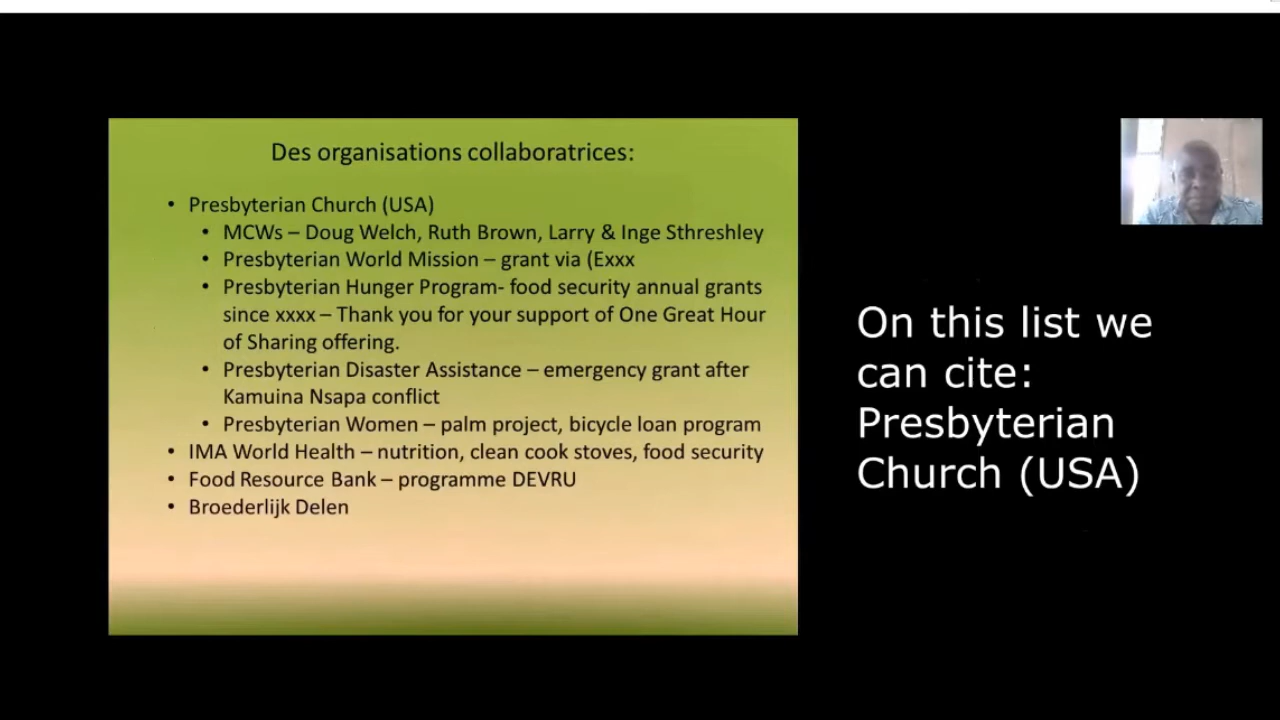 Des organisations collaboratrices:
• Presbyterian Church (USA)
• MCWs – Doug Welch, Ruth Brown, Larry & Inge Sthreshley
• Presbyterian World Mission – grant via (Exxx
• Presbyterian Hunger Program- food security annual grants
since xxxx – Thank you for your support of One Great Hour
of Sharing offering.
• Presbyterian Disaster Assistance – emergency grant after
Kamuina Nsapa conflict
• Presbyterian Women – palm project, bicycle loan program
• IMA World Health – nutrition, clean cook stoves, food security
• Food Resource Bank – programme DEVRU
• Broederlijk Delen
On this list we
can cite:
Presbyterian
Church (USA)